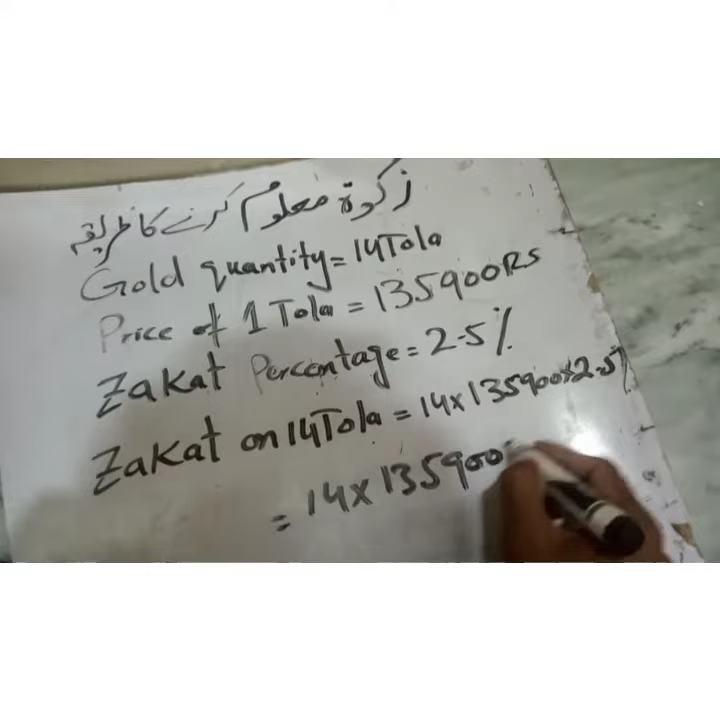 زکوۃ معلوم کرنے کا طریقہ
Gold quantity = 14Tola
Price of 1 Tola = 135900RS
Zakat Percentage = 2.5%
Zakat on 14Tola = 14x135900x2.5%
= 14x135900